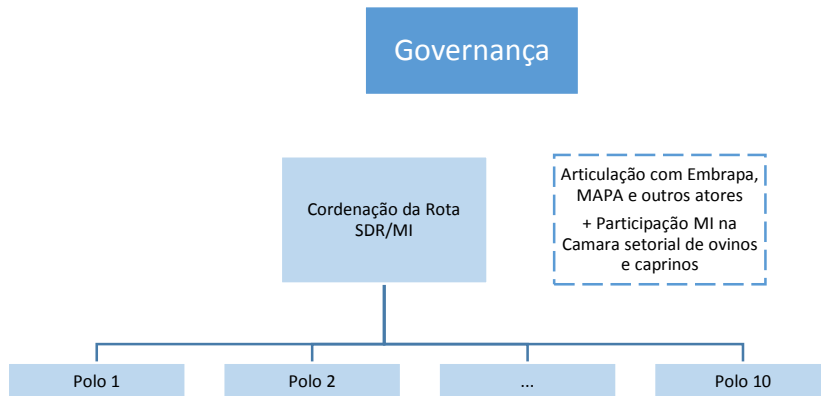 Governança
Cordenação da Rota
SDR/MI
Articulação com Embrapa,
MAPA e outros atores
+ Participação MI na
Camara setorial de ovinos
e caprinos
Polo 1
Polo 2
...
Polo 10